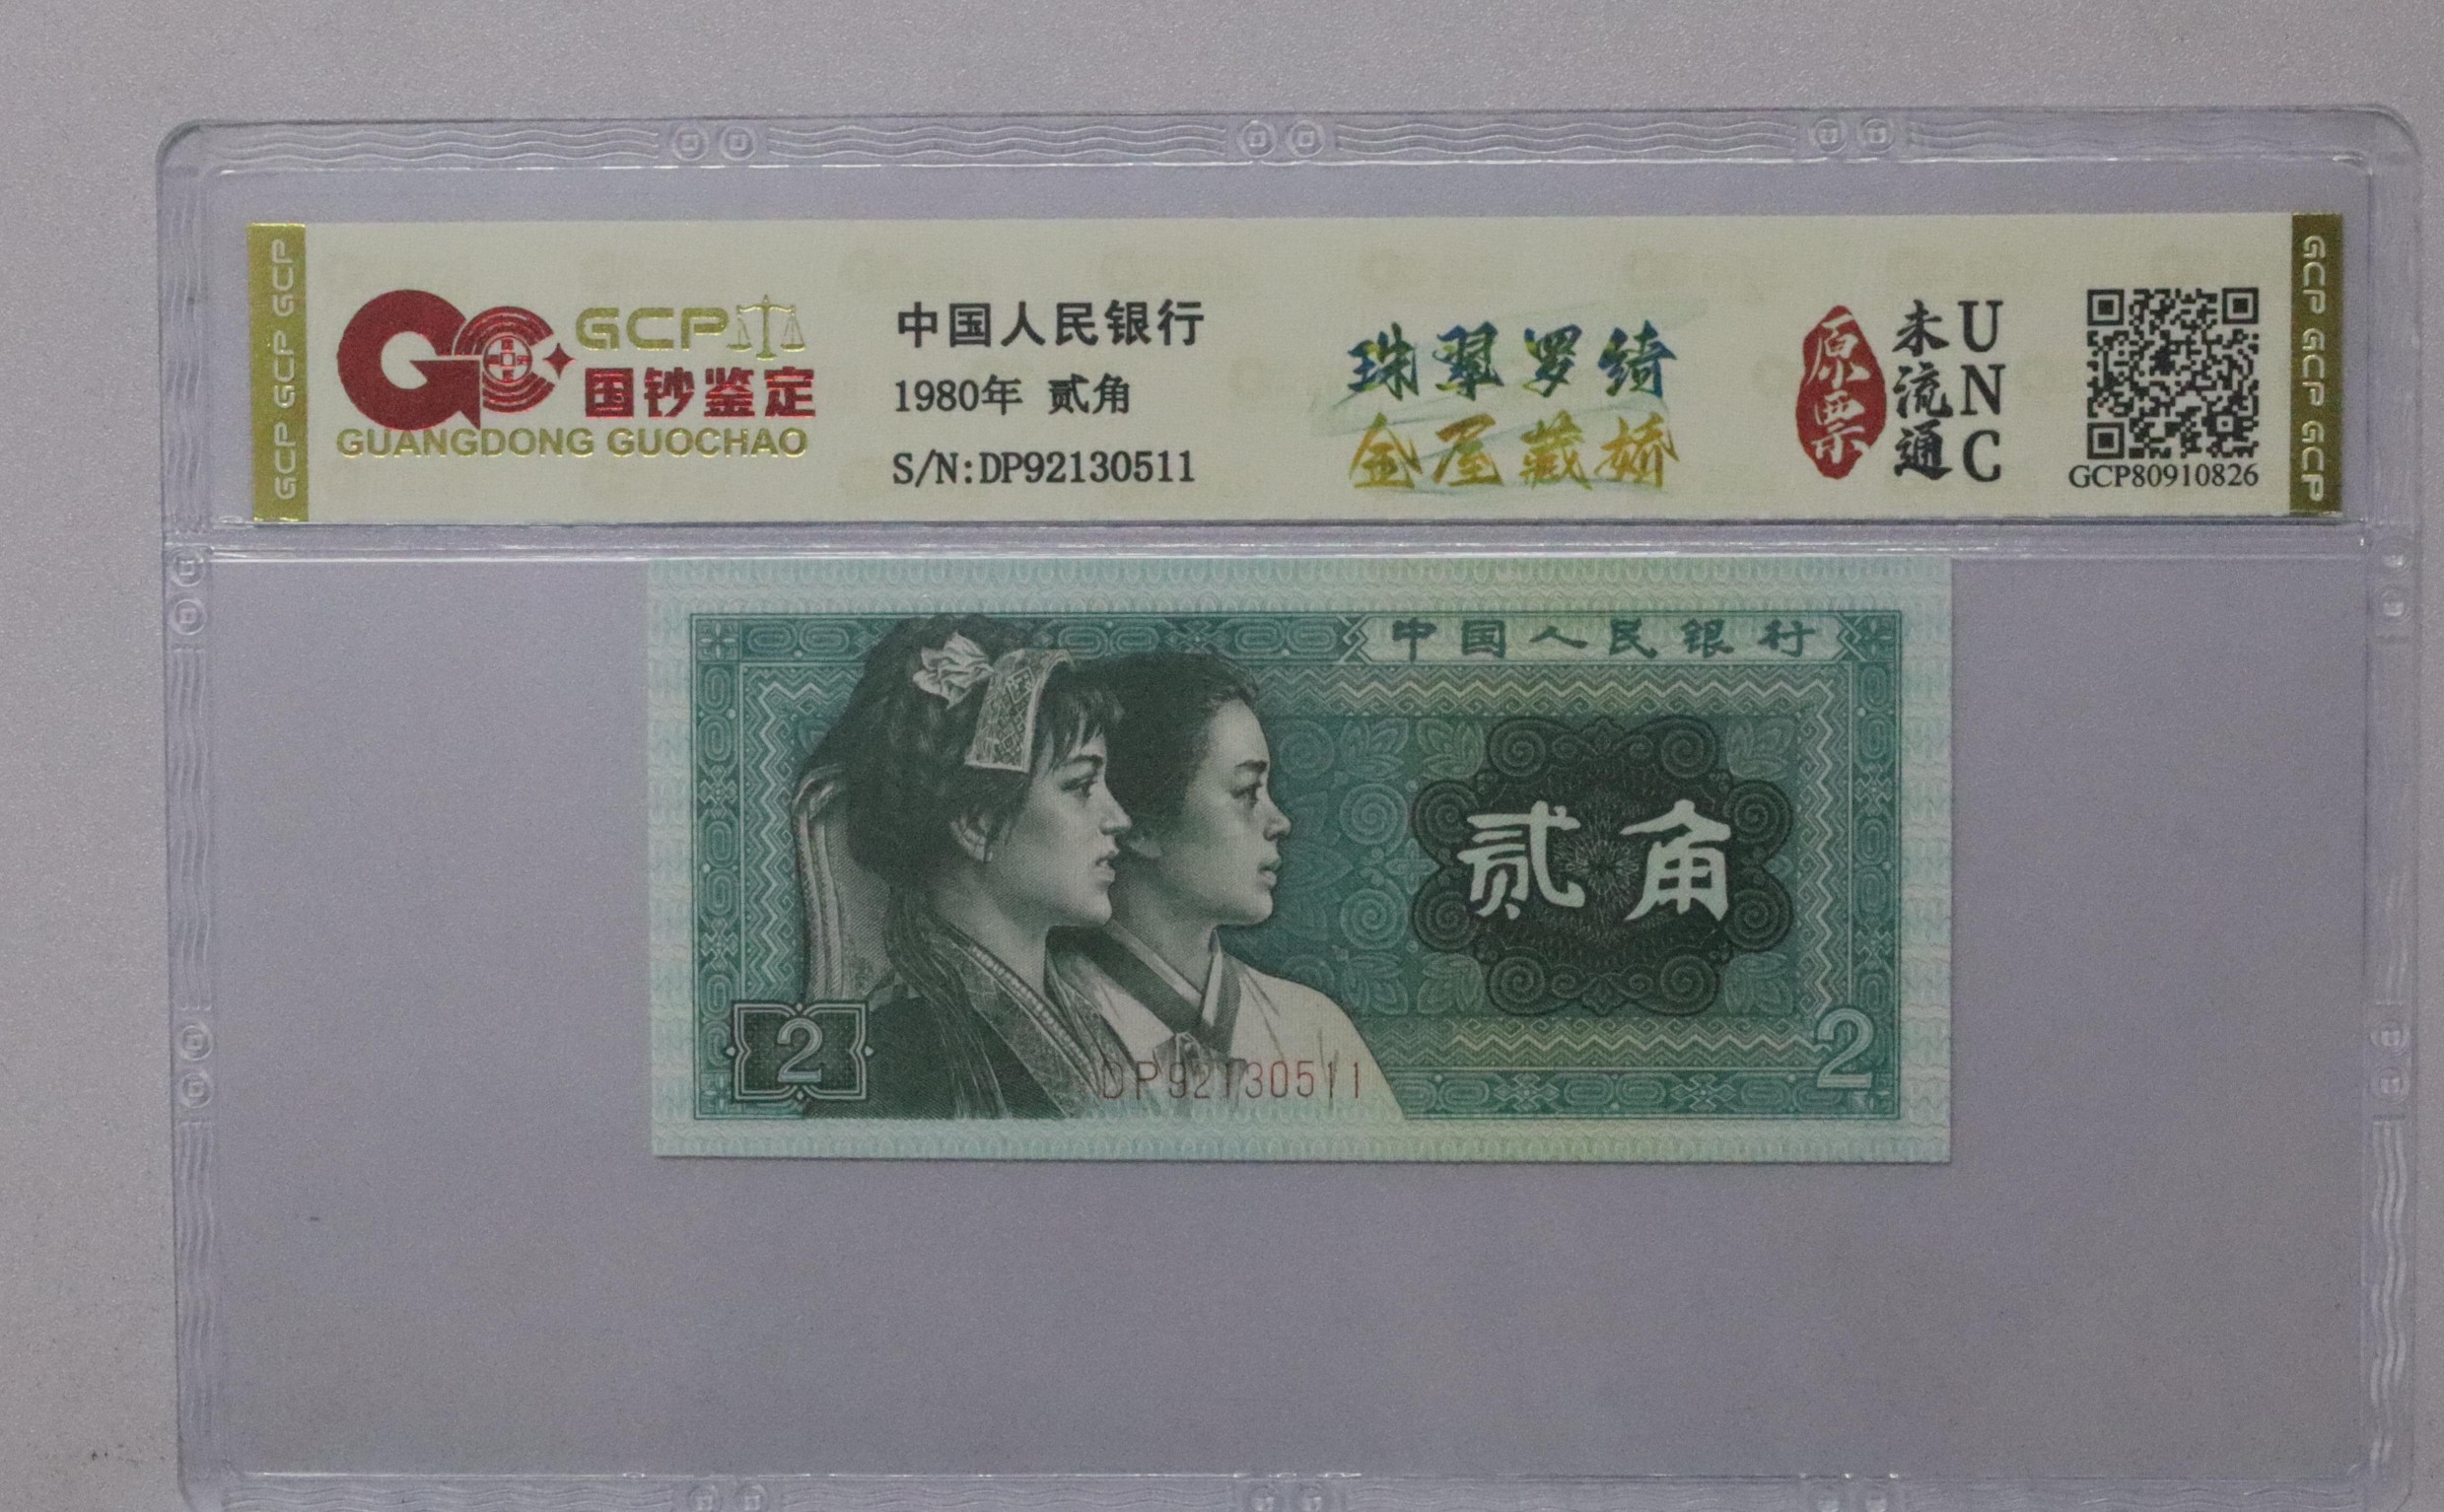 GCP GCP GCP
GCP
国钞鉴定
GUANGDONG GUOCHAO
中国人民银行
1980年 贰角
S/N:DP92130511
珠翠罗绮
金屋藏娇
原票
未流通
UNC
GCP80910826
GCP GCP GCP
中国人民银行
贰角
2
DP92130511
2